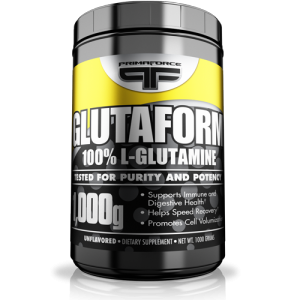 PRIMAFORCE
GLUTAFORM
100% L-GLUTAMINE
TESTED FOR PURITY AND POTENCY
1,000g
• Supports Immune and
Digestive Health*
• Helps Speed Recovery*
• Promotes Cell Volumization*
UNFLAVORED • DIETARY SUPPLEMENT • NET WT. 1000 GRAMS